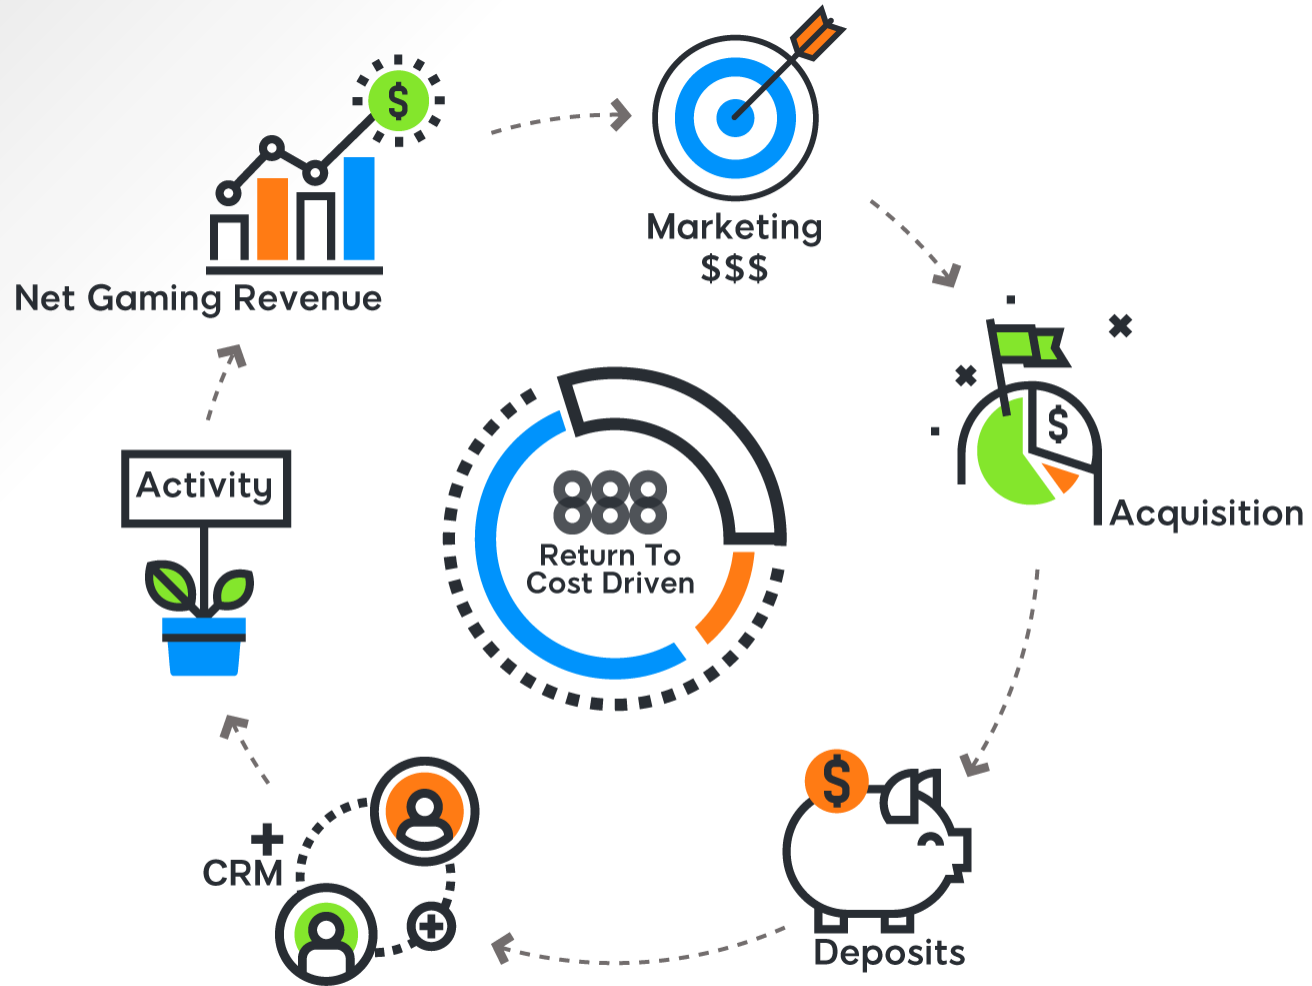 $
Net Gaming Revenue
Marketing
$$$
$
Acquisition
Activity
888
Return To
Cost Driven
$
Deposits
+
CRM